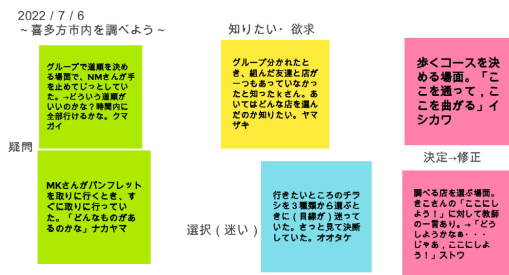 2022 / 7 / 6
～喜多方市内を調べよう～
知りたい・欲求
グループで道順を決め
る場面で、NMさんが手
を止めてじっとしてい
た。→どういう道順が
いいのかな？時間内に
全部行けるかな。クマ
ガイ
グループ分かれたと
き、組んだ友達と店が
一つもあっていなかっ
たと知ったkさん。あ
いてはどんな店を選ん
だのか知りたい。ヤマ
ザキ
歩くコースを決
める場面。「こ
こを通って，こ
こを曲がる」イ
シカワ
疑問
決定→修正
MKさんがパンフレット
を取りに行くとき、す
ぐに取りに行ってい
た。「どんなものがあ
るのかな」ナカヤマ
選択（迷い）
行きたいところのチラ
シを３種類から選ぶと
きに（目線が）迷ってい
た。さっと見て決断
していた。オオタケ
調べる店を選ぶ場面。
きこさんの「ここにし
よう！」に対して教師
の一言あり。→「どう
しようかなぁ・・・
じゃあ，ここにしよ
う！」ストウ